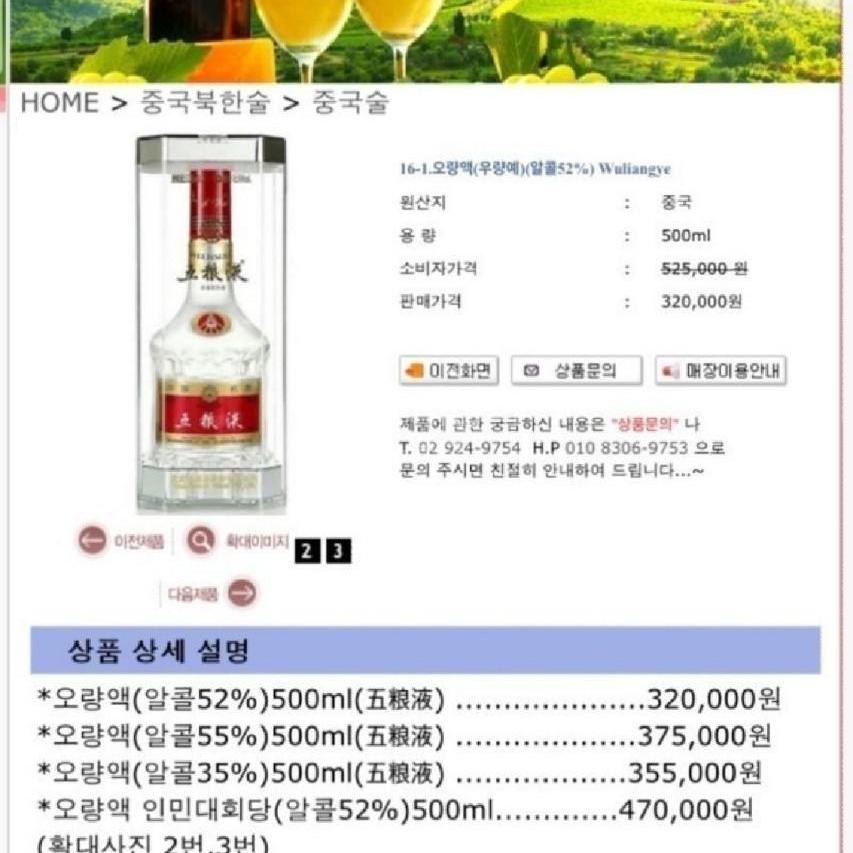 HOME > 중국북한술 > 중국술
16-1.오량액(우량예)(알콜52%) Wuliangye
원산지 : 중국
용 량 : 500ml
소비자가격 : 525,000 원
판매가격 : 320,000원
五粮液
五粮液
이전화면 상품문의 매장이용안내
제품에 관한 궁금하신 내용은 "상품문의" 나
T. 02 924-9754 H.P 010 8306-9753 으로
문의 주시면 친절히 안내하여 드립니다...~
이전제품 확대이미지 2 3
다음제품
상품 상세 설명
*오량액(알콜52%)500ml(五粮液) ....................320,000원
*오량액(알콜55%)500ml(五粮液) ...................375,000원
*오량액(알콜35%)500ml(五粮液) ..................355,000원
*오량액 인민대회당(알콜52%)500ml.............470,000원
(확대사진 2번,3번)